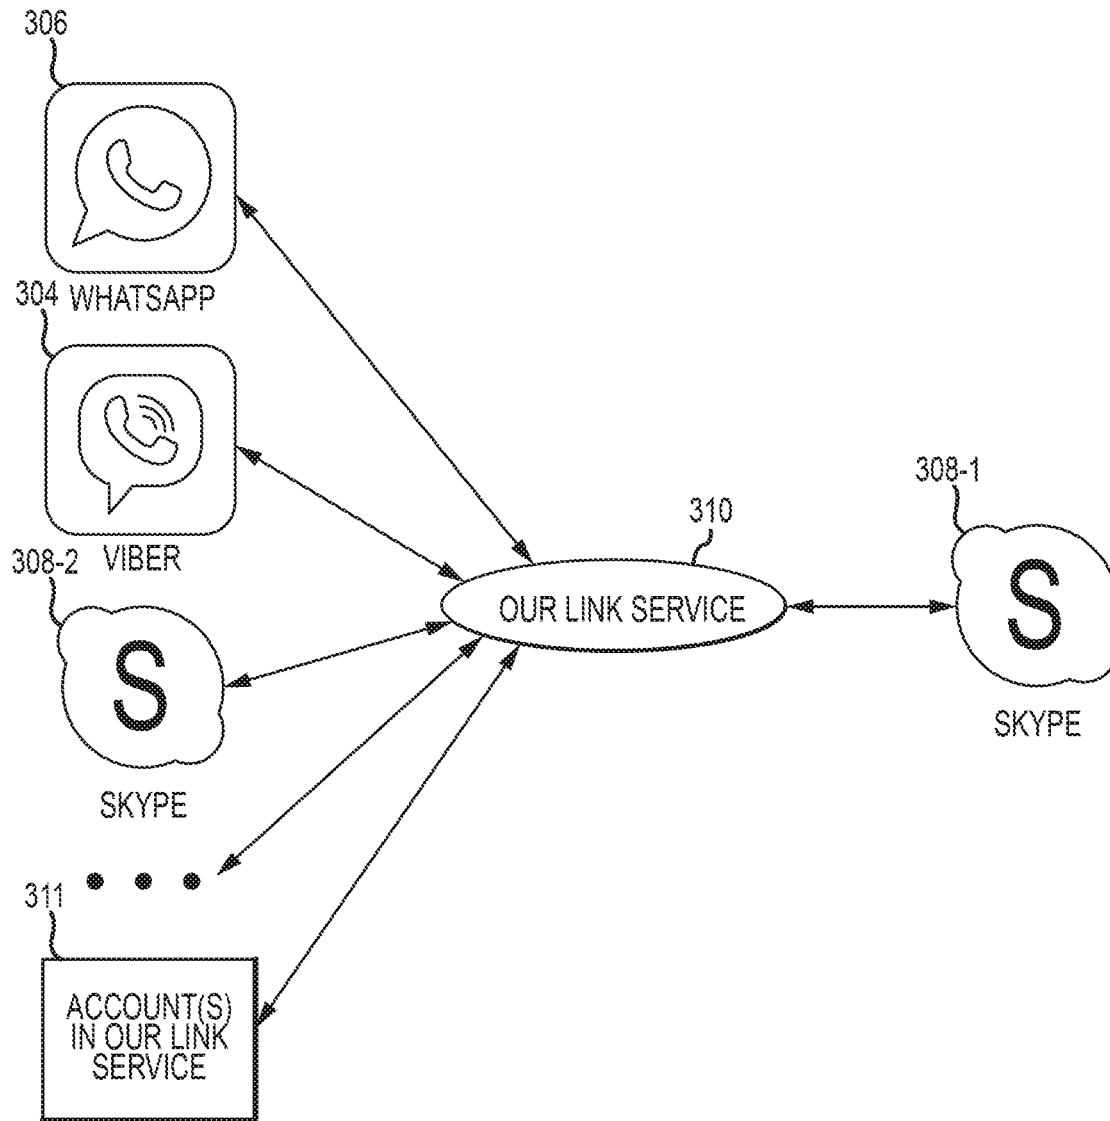 306
304 WHATSAPP
308-2 VIBER
S
SKYPE
311
ACCOUNT(S)
IN OUR LINK
SERVICE
310
OUR LINK SERVICE
308-1
S
SKYPE